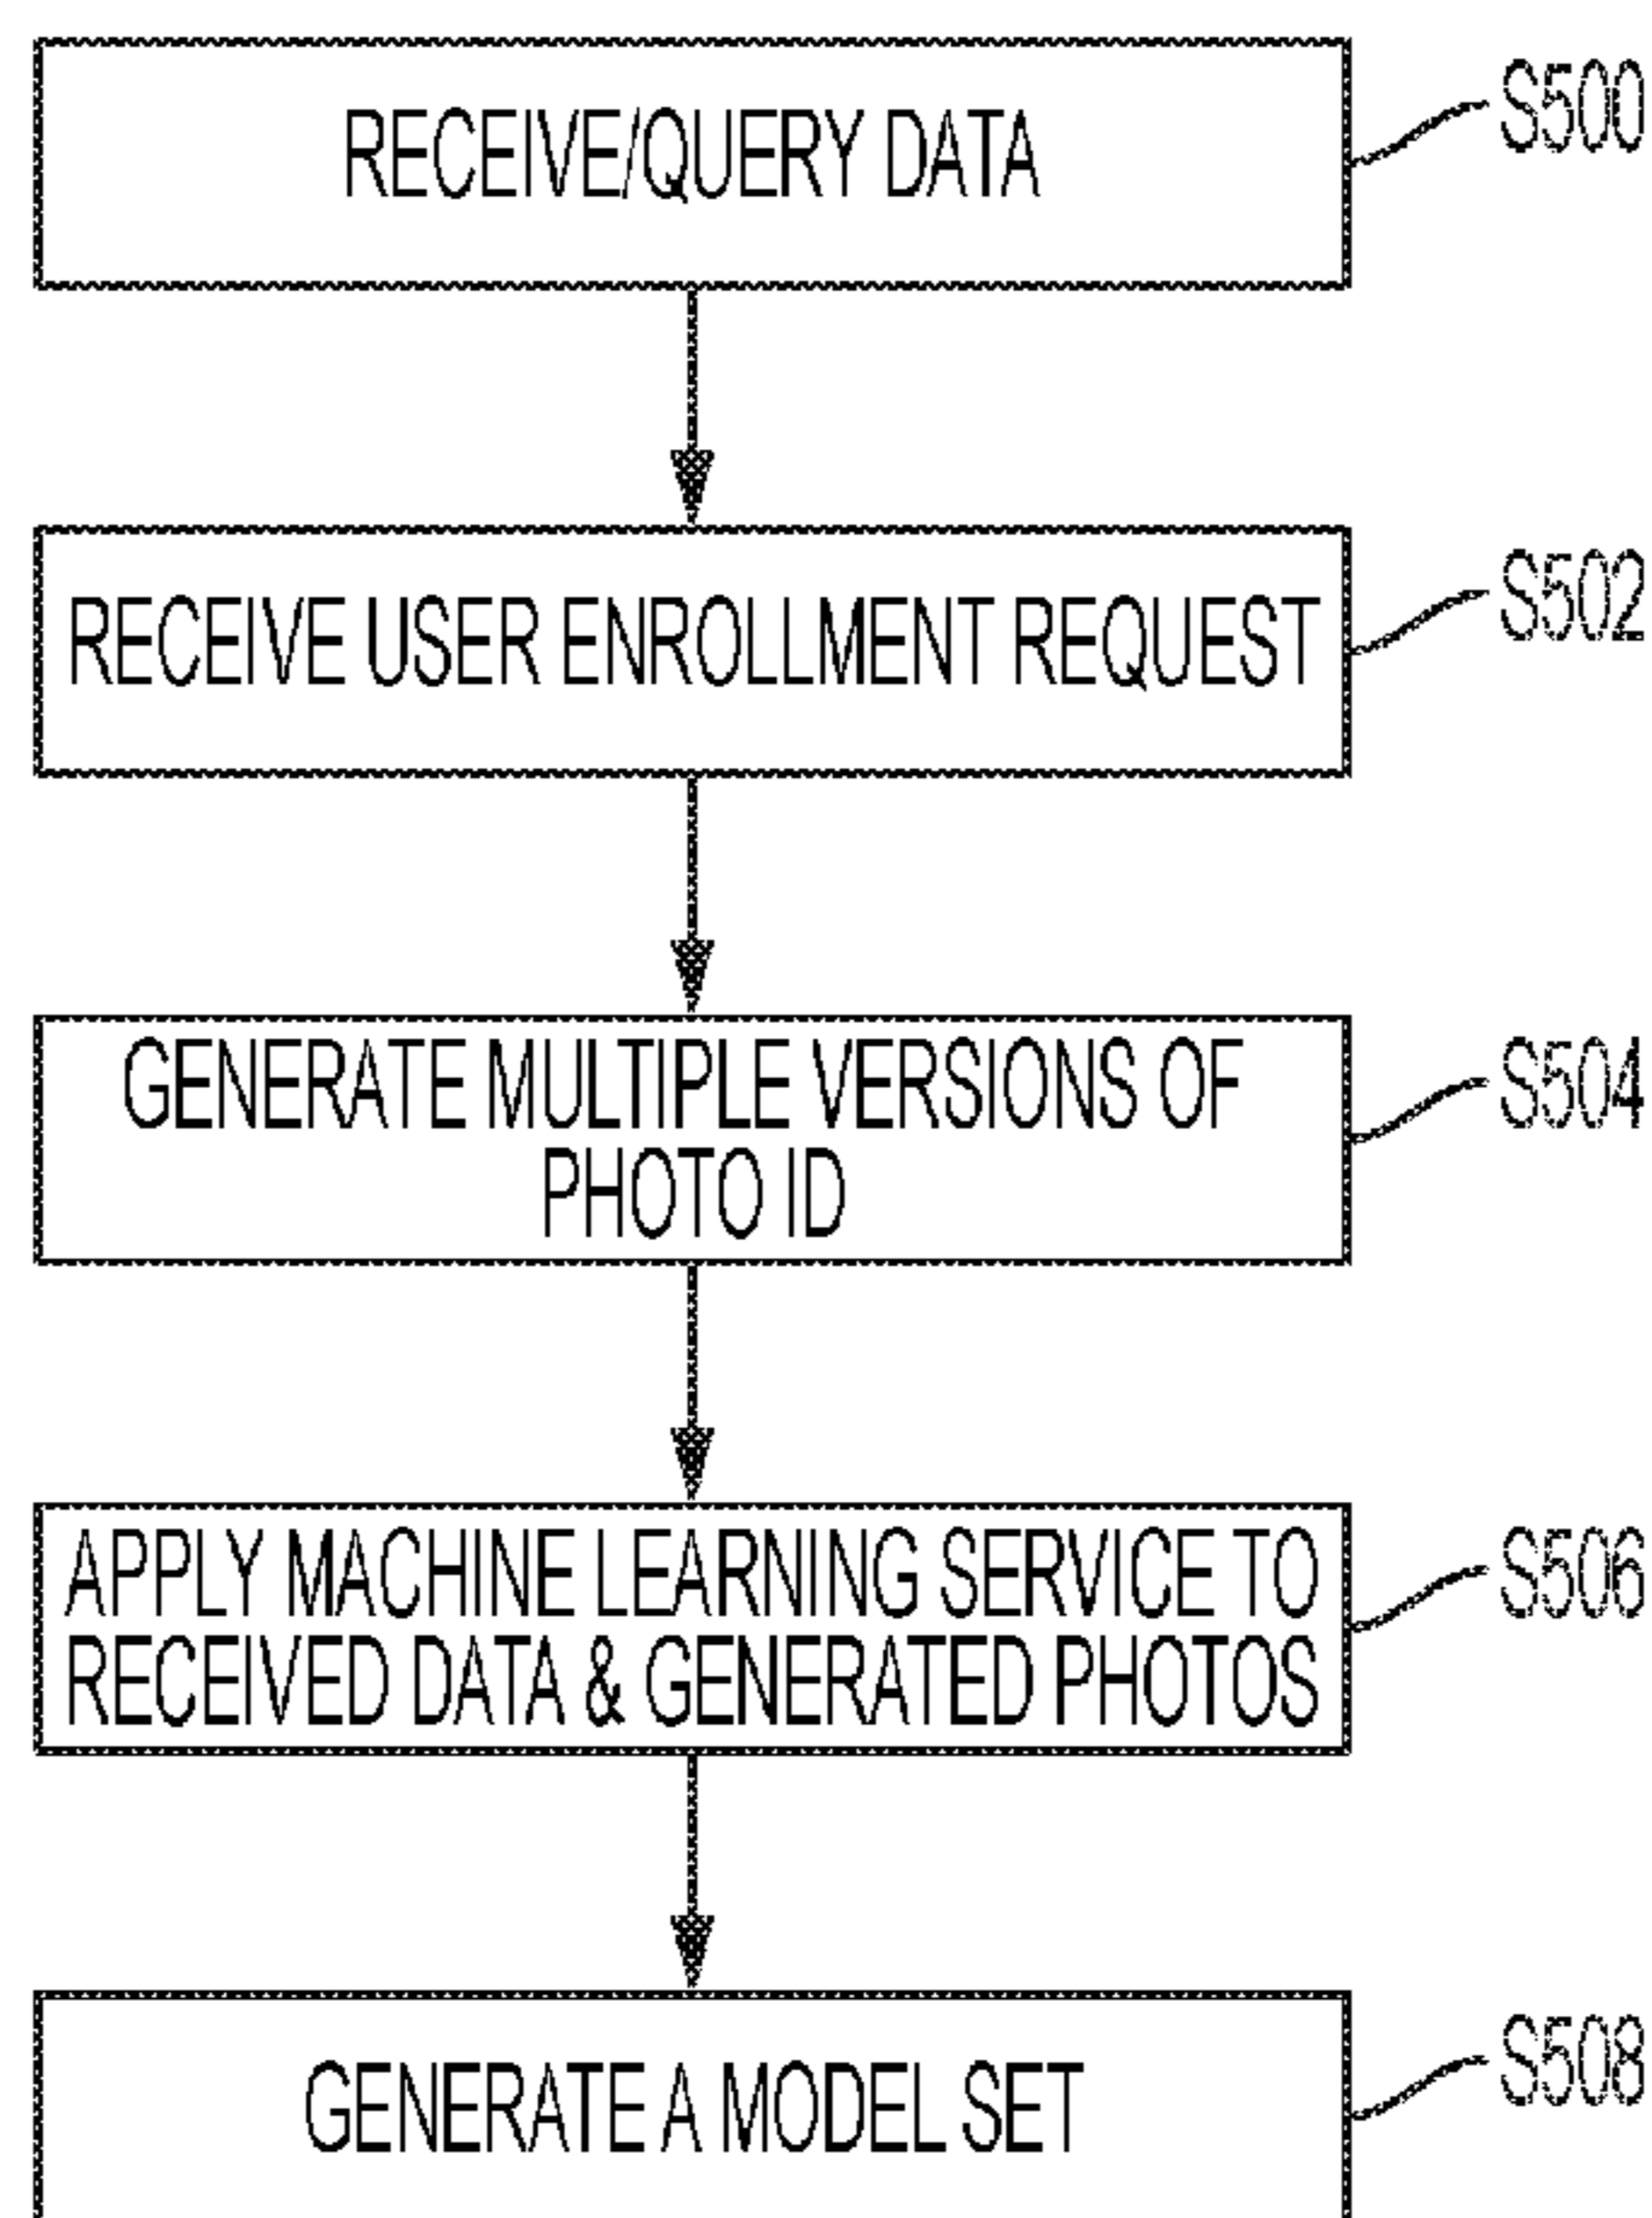 RECEIVE/QUERY DATA
S500
RECEIVE USER ENROLLMENT REQUEST
S502
GENERATE MULTIPLE VERSIONS OF
PHOTO ID
S504
APPLY MACHINE LEARNING SERVICE TO
RECEIVED DATA & GENERATED PHOTOS
S506
GENERATE A MODEL SET
S508